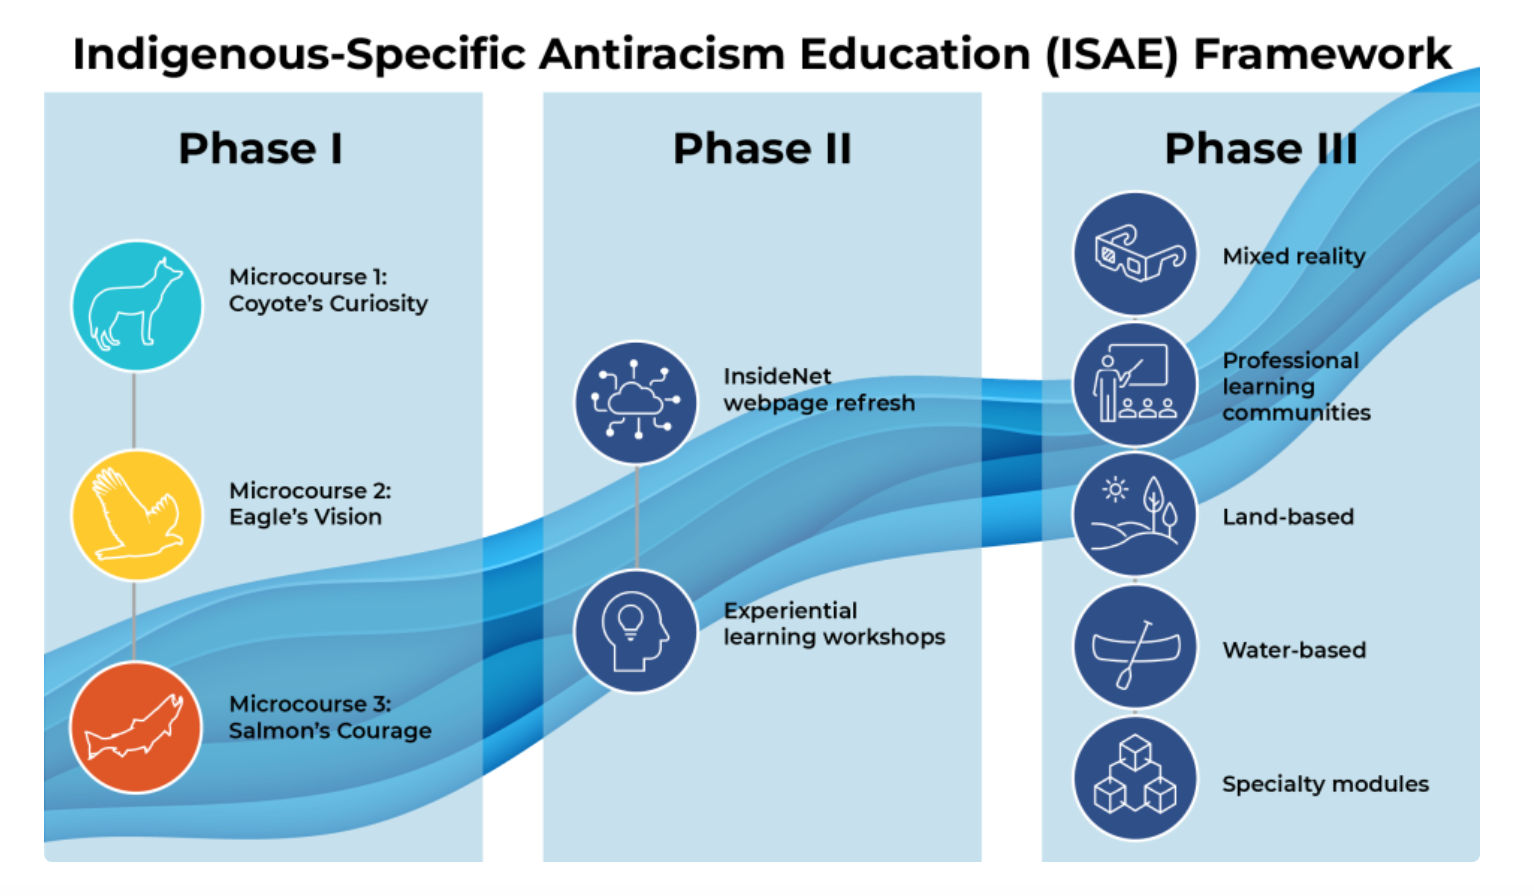 Indigenous-Specific Antiracism Education (ISAE) Framework
Phase I
Microcourse 1:
Coyote’s Curiosity
Microcourse 2:
Eagle’s Vision
Microcourse 3:
Salmon’s Courage
Phase II
InsideNet
webpage refresh
Experiential
learning workshops
Phase III
Mixed reality
Professional
learning
communities
Land-based
Water-based
Specialty modules